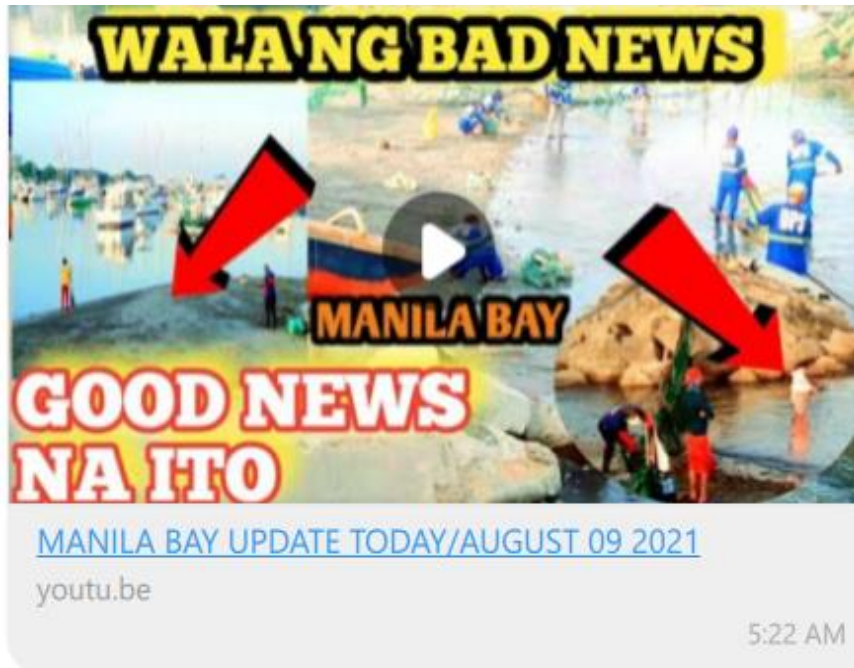 WALA NG BAD NEWS
MANILA BAY
GOOD NEWS
NA ITO
MANILA BAY UPDATE TODAY/AUGUST 09 2021
youtu.be
5:22 AM